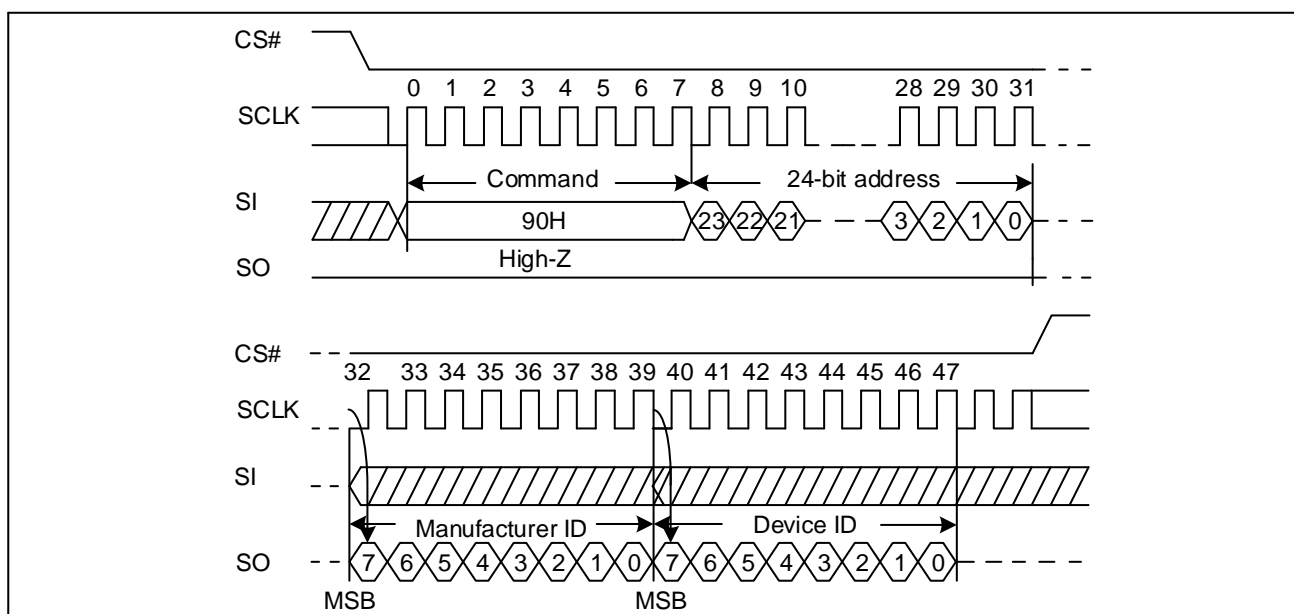 CS#
0 1 2 3 4 5 6 7 8 9 10 28 29 30 31
SCLK
Command 24-bit address
SI
90H 23 22 21 3 2 1 0
High-Z
SO
CS#
32 33 34 35 36 37 38 39 40 41 42 43 44 45 46 47
SCLK
SI
Manufacturer ID Device ID
SO 7 6 5 4 3 2 1 0 7 6 5 4 3 2 1 0
MSB MSB